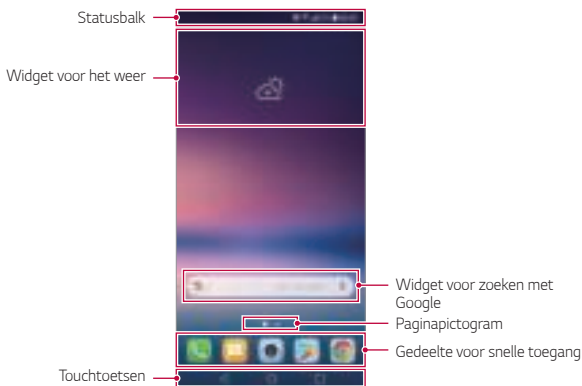 Statusbalk
Widget voor het weer
Widget voor zoeken met
Google
Paginapictogram
Gedeelte voor snelle toegang
Touchtoetsen